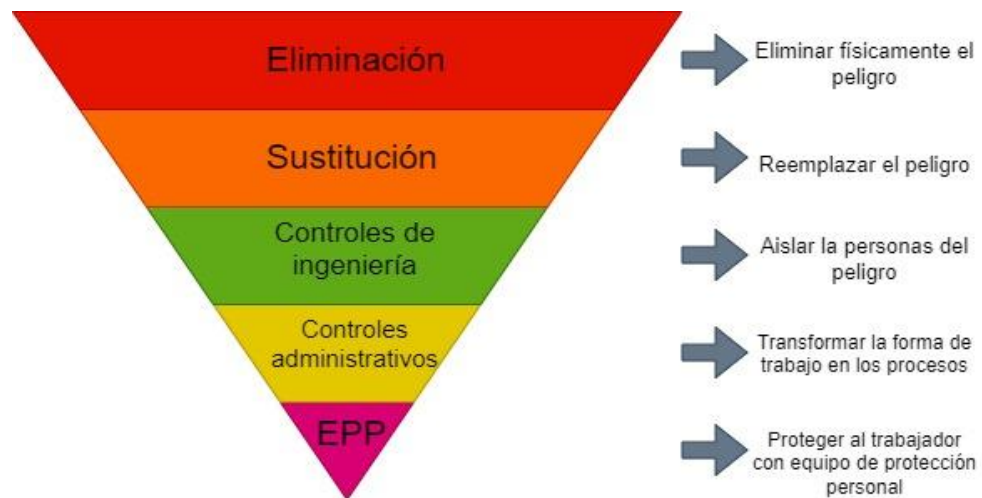 Eliminación
Eliminar físicamente el
peligro
Sustitución
Reemplazar el peligro
Controles de
ingeniería
Aislar la personas del
peligro
Controles
administrativos
Transformar la forma de
trabajo en los procesos
EPP
Proteger al trabajador
con equipo de protección
personal